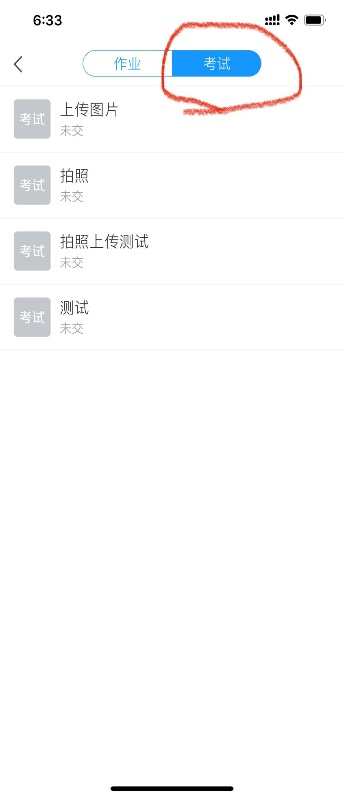 6:33
作业 考试
考试 上传图片
未交
考试 拍照
未交
考试 拍照上传测试
未交
考试 测试
未交